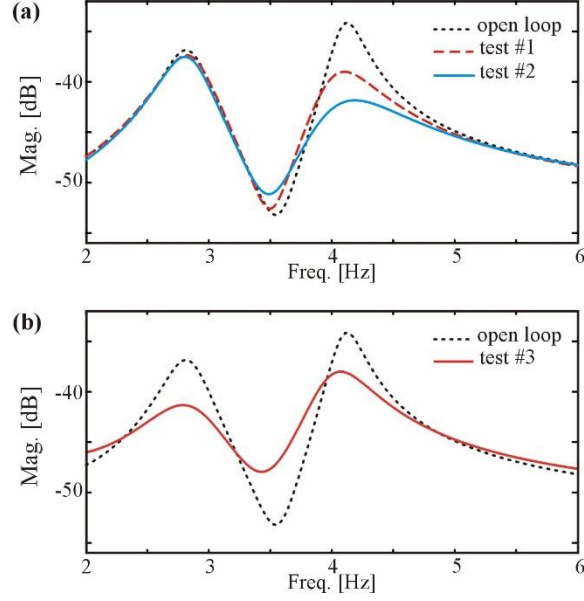 (a)
open loop
test #1
test #2
Mag. [dB]
-40
-50
2 3 4 5 6
Freq. [Hz]
(b)
open loop
test #3
Mag. [dB]
-40
-50
2 3 4 5 6
Freq. [Hz]